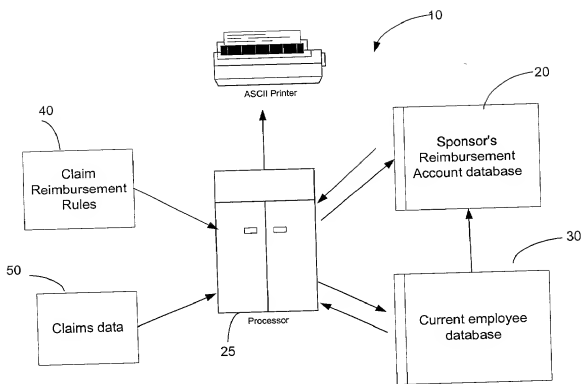 10
ASCII Printer
20
40
Sponsor's
Reimbursement
Account database
Claim
Reimbursement
Rules
30
50
Claims data
Current employee
database
Processor
25